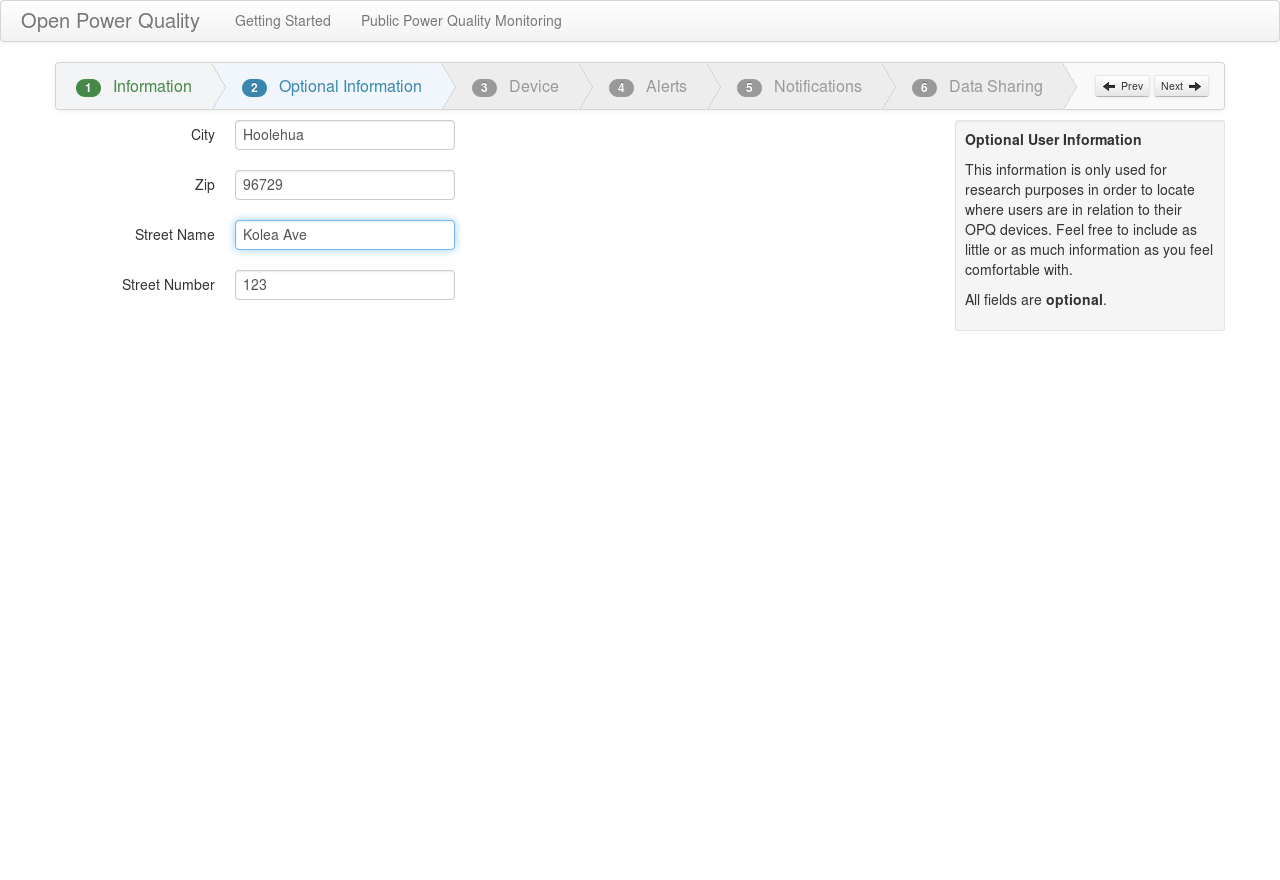 Open Power Quality Getting Started Public Power Quality Monitoring
1 Information 2 Optional Information 3 Device 4 Alerts 5 Notifications 6 Data Sharing Prev Next
City Hoolehua
Zip 96729
Street Name Kolea Ave
Street Number 123
Optional User Information
This information is only used for
research purposes in order to locate
where users are in relation to their
OPQ devices. Feel free to include as
little or as much information as you feel
comfortable with.
All fields are optional.